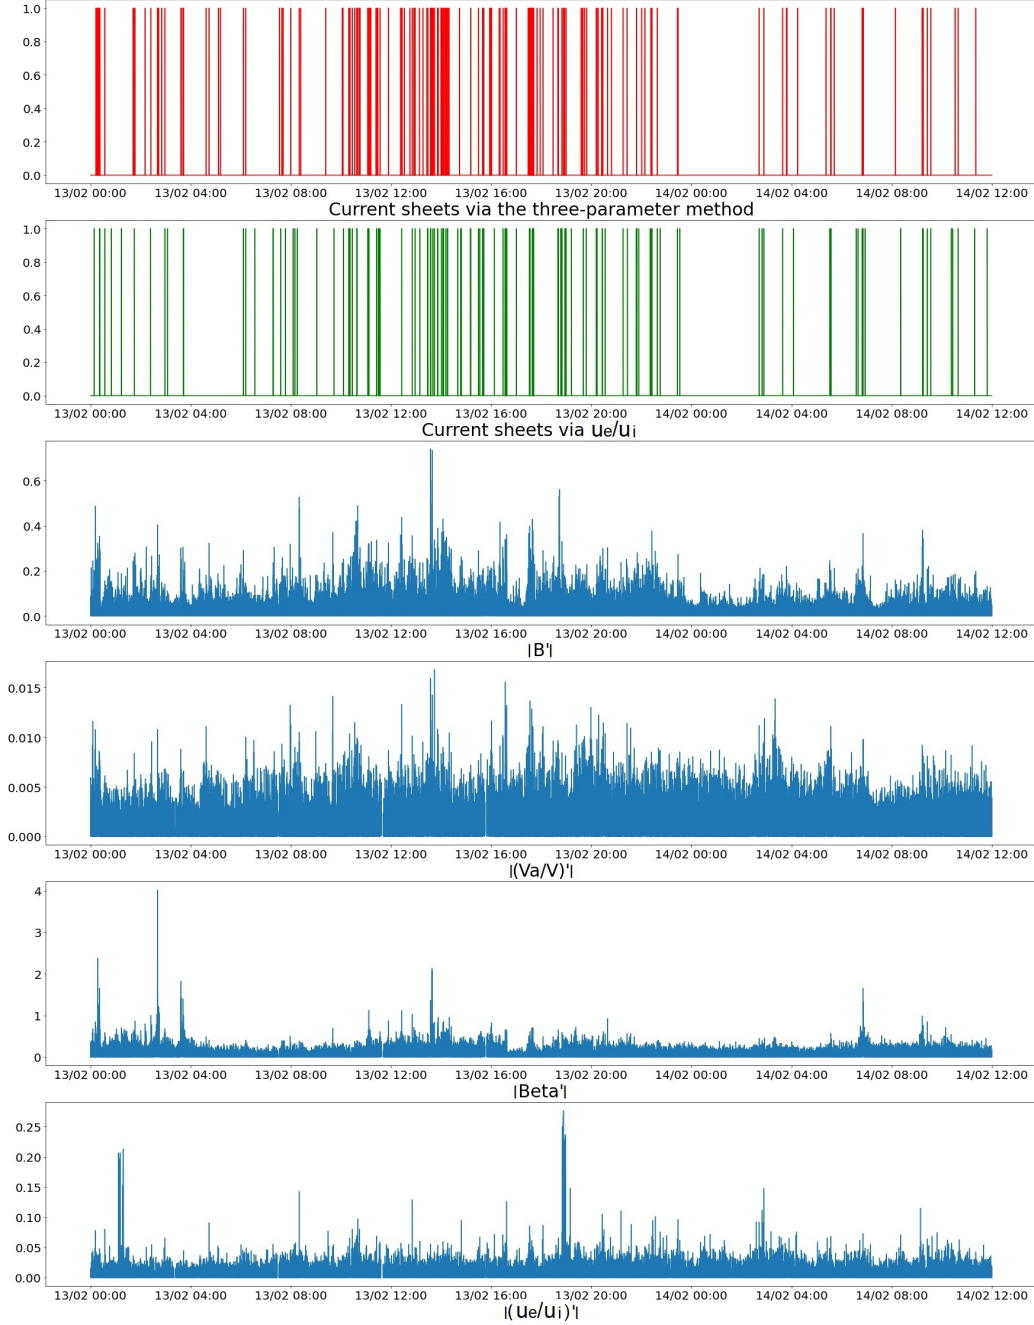 1.0
0.8
0.6
0.4
0.2
0.0
13/02 00:00 13/02 04:00 13/02 08:00 13/02 12:00 13/02 16:00 13/02 20:00 14/02 00:00 14/02 04:00 14/02 08:00 14/02 12:00
Current sheets via the three-parameter method
1.0
0.8
0.6
0.4
0.2
0.0
13/02 00:00 13/02 04:00 13/02 08:00 13/02 12:00 13/02 16:00 13/02 20:00 14/02 00:00 14/02 04:00 14/02 08:00 14/02 12:00
Current sheets via ue/ui
0.6
0.4
0.2
0.0
13/02 00:00 13/02 04:00 13/02 08:00 13/02 12:00 13/02 16:00 13/02 20:00 14/02 00:00 14/02 04:00 14/02 08:00 14/02 12:00
|B'|
0.015
0.010
0.005
0.000
13/02 00:00 13/02 04:00 13/02 08:00 13/02 12:00 13/02 16:00 13/02 20:00 14/02 00:00 14/02 04:00 14/02 08:00 14/02 12:00
|(Va/V)'|
4
3
2
1
0
13/02 00:00 13/02 04:00 13/02 08:00 13/02 12:00 13/02 16:00 13/02 20:00 14/02 00:00 14/02 04:00 14/02 08:00 14/02 12:00
|Beta'|
0.25
0.20
0.15
0.10
0.05
0.00
13/02 00:00 13/02 04:00 13/02 08:00 13/02 12:00 13/02 16:00 13/02 20:00 14/02 00:00 14/02 04:00 14/02 08:00 14/02 12:00
|(ue/ui)'|